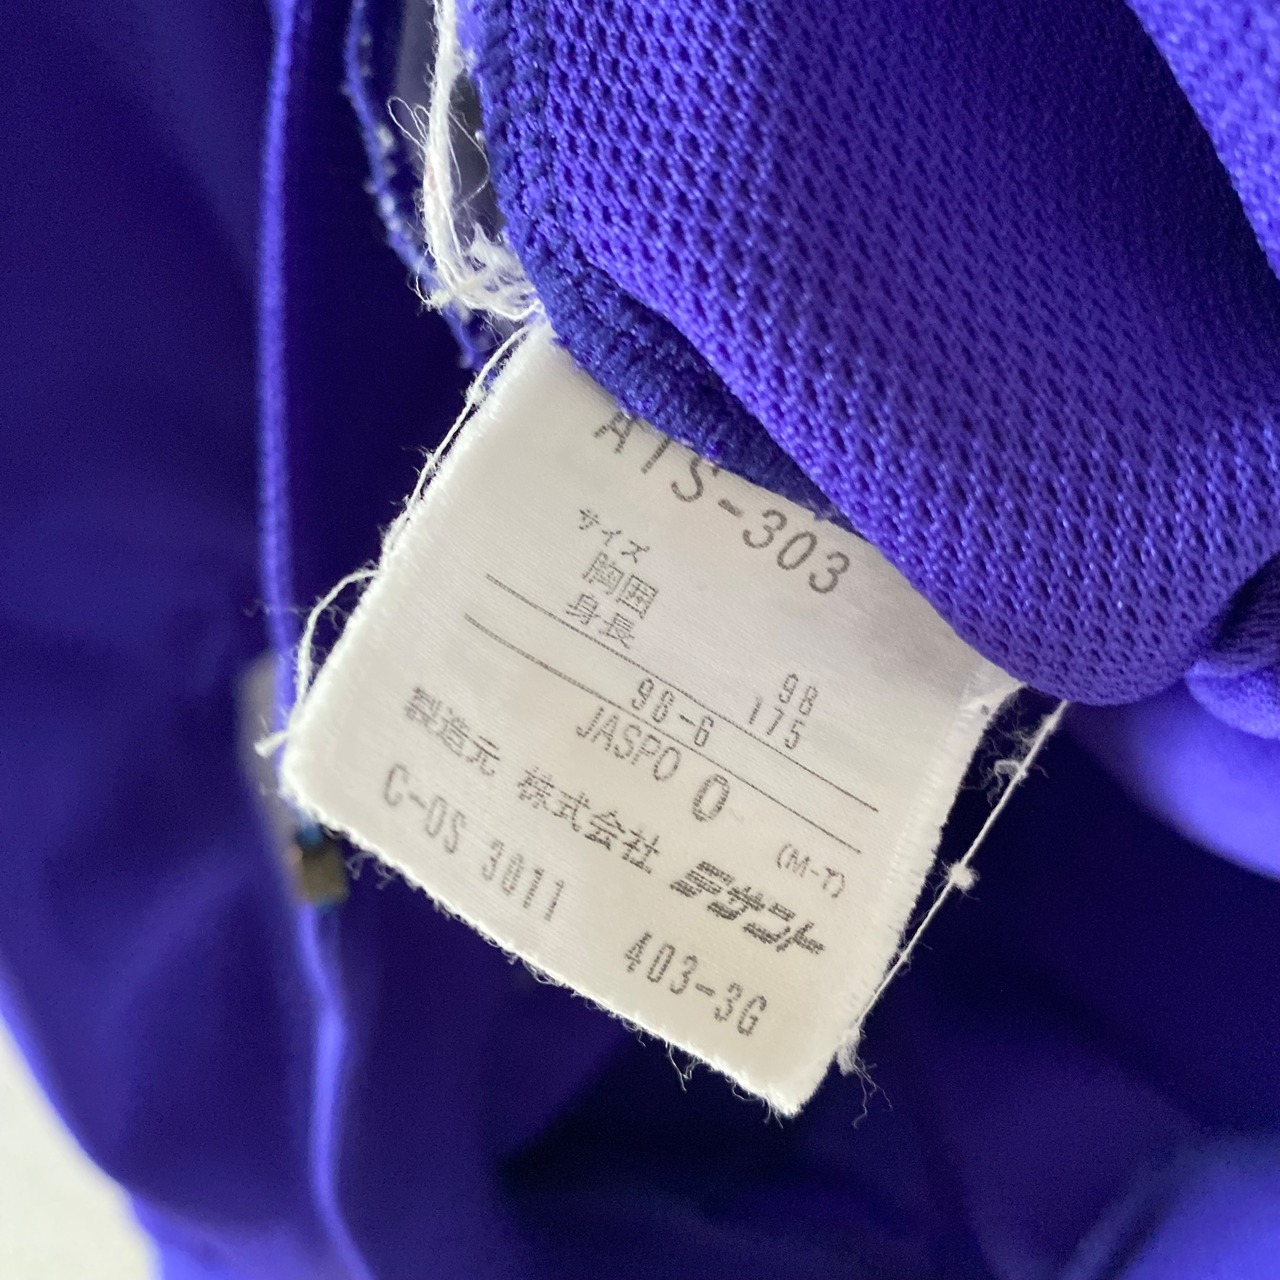 ATS-303
サイズ
胸囲 98
身長 175
96-6
JASPO O (M-T)
製造元 株式会社 デサント
C-OS 3011 403-3G